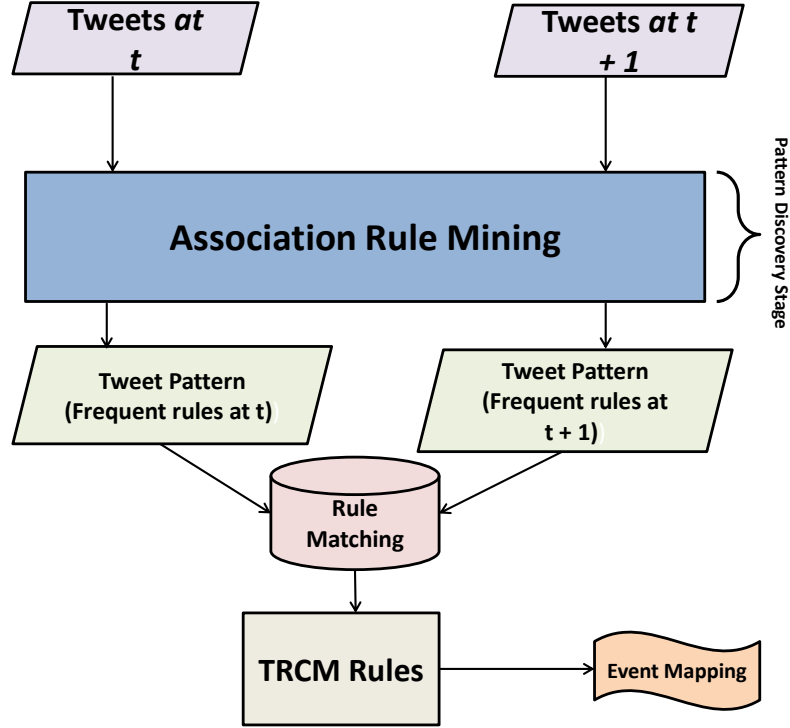 Tweets at
t
Tweets at t
+ 1
Association Rule Mining
Pattern Discovery Stage
Tweet Pattern
(Frequent rules at t)
Tweet Pattern
(Frequent rules at
t + 1)
Rule
Matching
TRCM Rules
Event Mapping